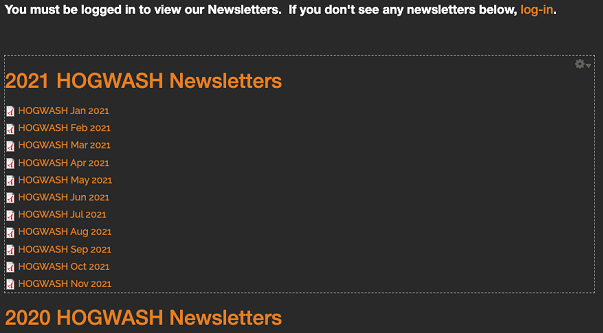 You must be logged in to view our Newsletters.  If you don't see any newsletters below, log-in.
2021 HOGWASH Newsletters
HOGWASH Jan 2021
HOGWASH Feb 2021
HOGWASH Mar 2021
HOGWASH Apr 2021
HOGWASH May 2021
HOGWASH Jun 2021
HOGWASH Jul 2021
HOGWASH Aug 2021
HOGWASH Sep 2021
HOGWASH Oct 2021
HOGWASH Nov 2021
2020 HOGWASH Newsletters